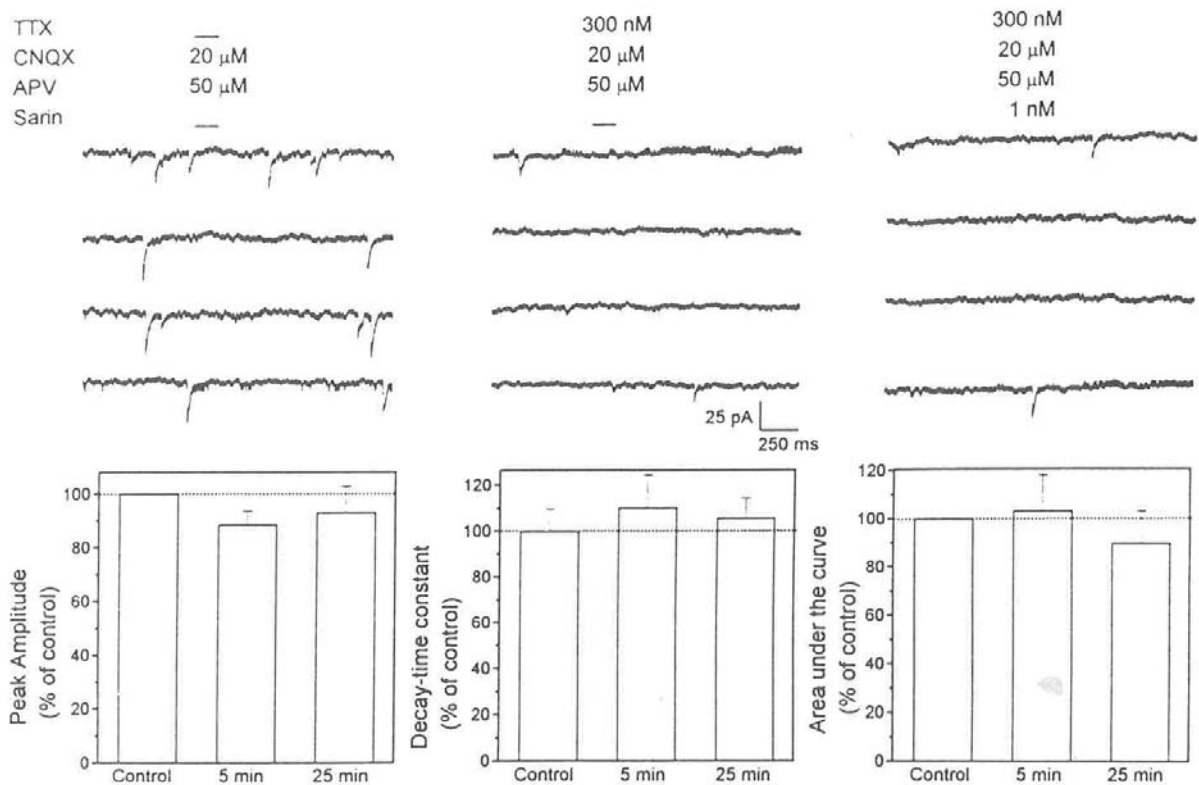 TTX — 300 nM 300 nM
CNQX 20 μM 20 μM 20 μM
APV 50 μM 50 μM 50 μM
Sarin — — 1 nM
25 pA
250 ms
Peak Amplitude
(% of control)
100
80
60
40
20
0
Control 5 min 25 min
Decay-time constant
(% of control)
120
100
80
60
40
20
0
Control 5 min 25 min
Area under the curve
(% of control)
120
100
80
60
40
20
0
Control 5 min 25 min